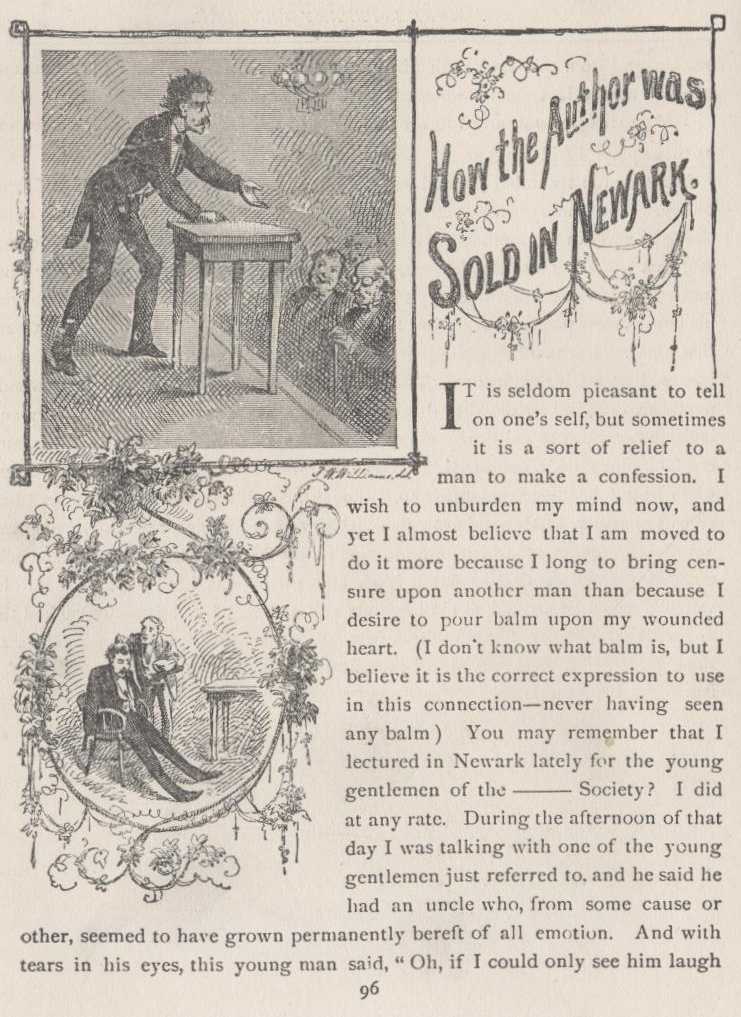 How the Author was
Sold in Newark.
It is seldom pleasant to tell
on one's self, but sometimes
it is a sort of relief to a
man to make a confession. I
wish to unburden my mind now, and
yet I almost believe that I am moved to
do it more because I long to bring cen-
sure upon another man than because I
desire to pour balm upon my wounded
heart. (I don't know what balm is, but I
believe it is the correct expression to use
in this connection—never having seen
any balm) You may remember that I
lectured in Newark lately for the young
gentlemen of the ——— Society? I did
at any rate. During the afternoon of that
day I was talking with one of the young
gentlemen just referred to, and he said he
had an uncle who, from some cause or
other, seemed to have grown permanently bereft of all emotion. And with
tears in his eyes, this young man said, “ Oh, if I could only see him laugh
96